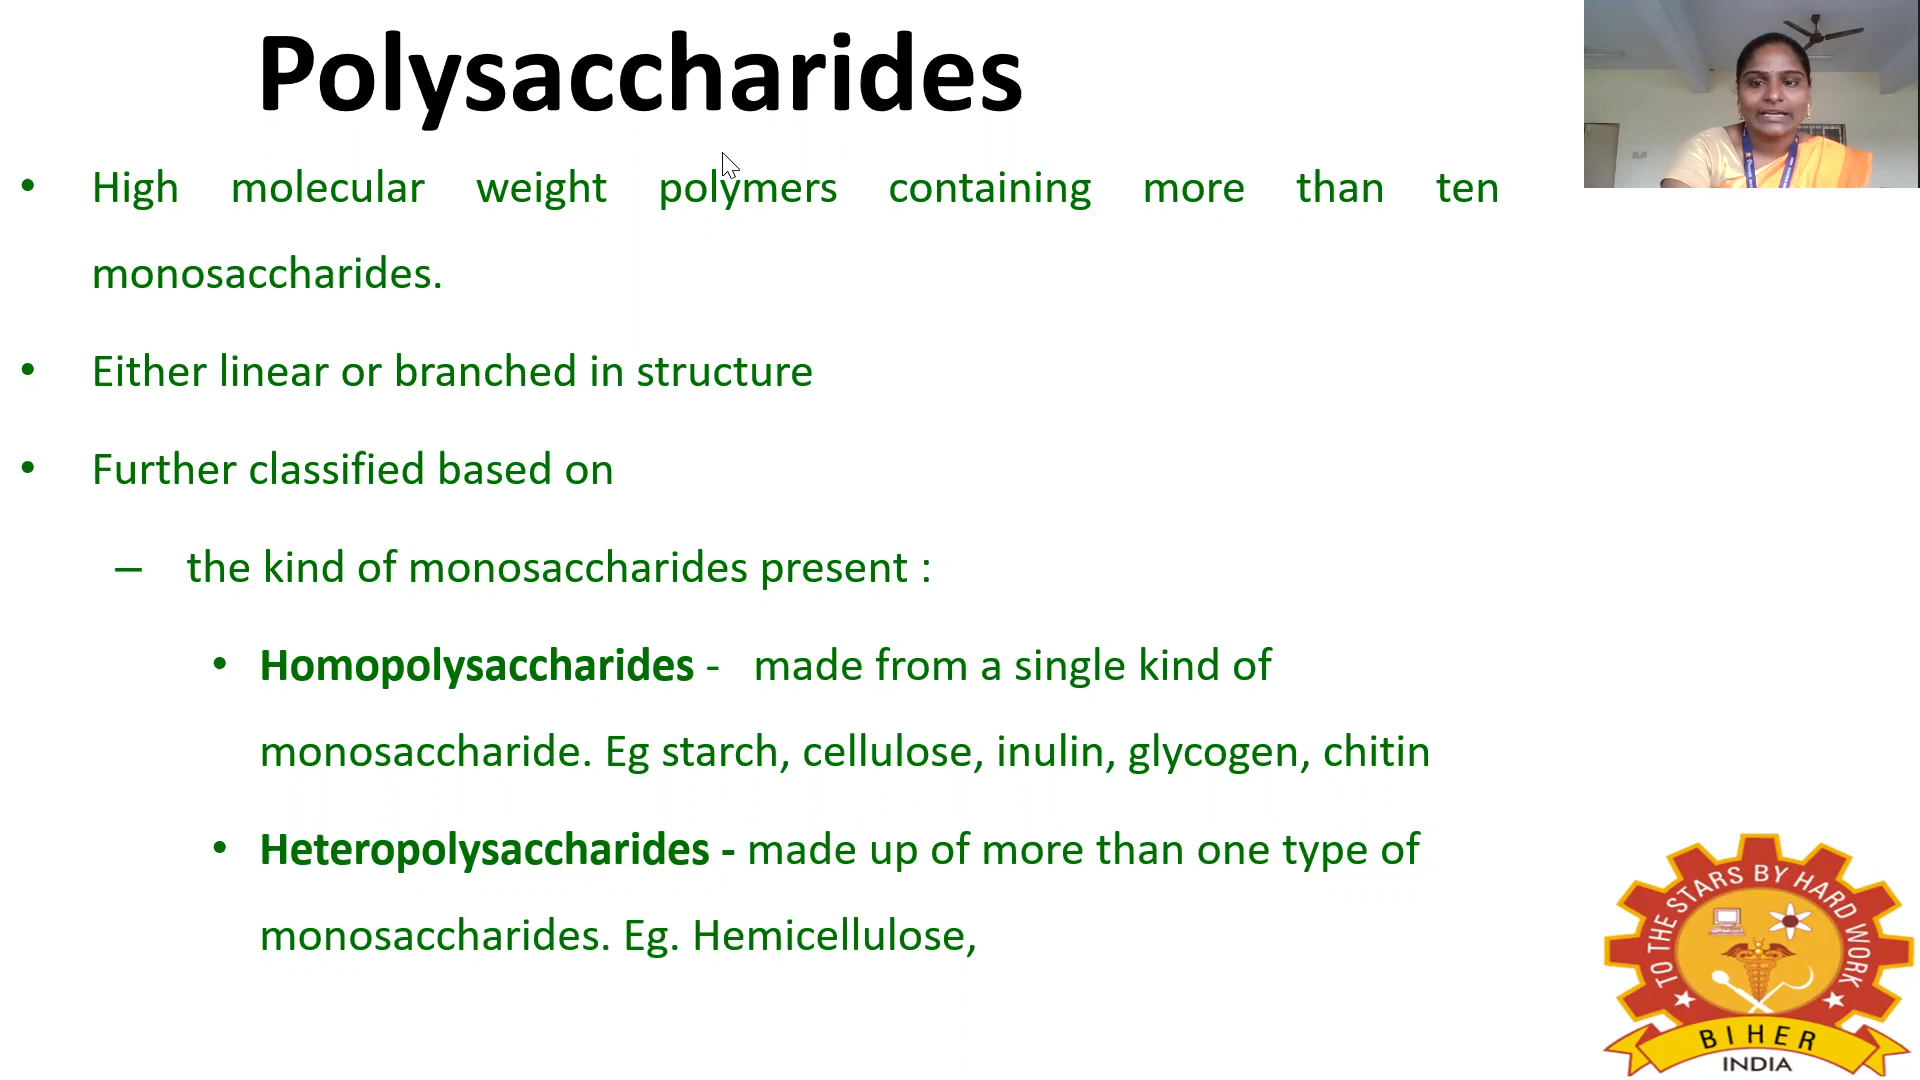 Polysaccharides
• High molecular weight polymers containing more than ten
monosaccharides.
• Either linear or branched in structure
• Further classified based on
– the kind of monosaccharides present :
• Homopolysaccharides - made from a single kind of
monosaccharide. Eg starch, cellulose, inulin, glycogen, chitin
• Heteropolysaccharides - made up of more than one type of
monosaccharides. Eg. Hemicellulose,
TO THE STARS BY HARD WORK
BIHER
INDIA